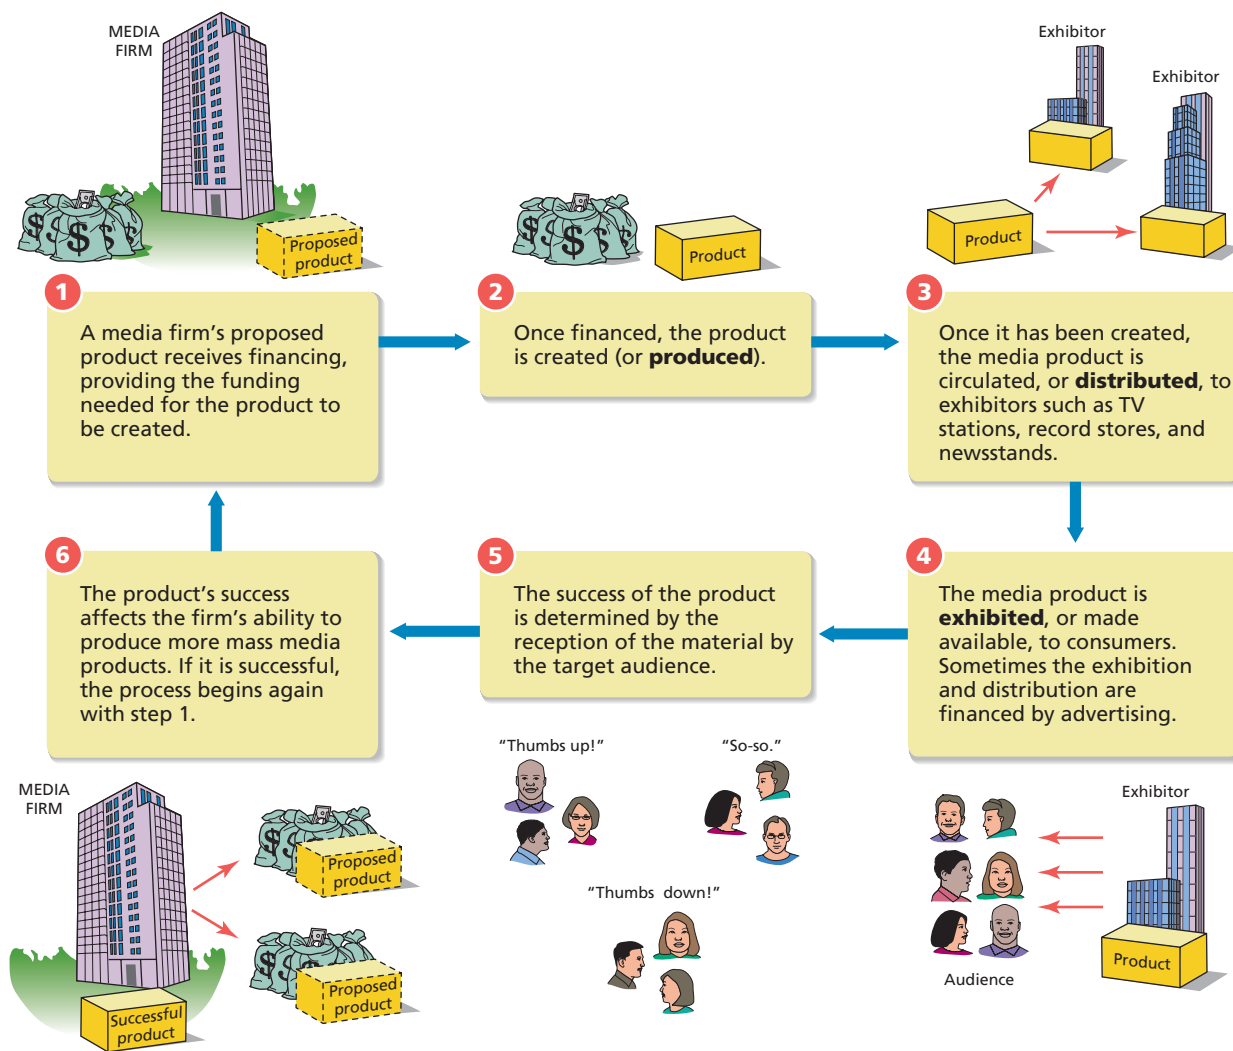 MEDIA
FIRM
$
$
$
$
$
Proposed
product
1
A media firm’s proposed
product receives financing,
providing the funding
needed for the product to
be created.
$
$
$
$
$
Product
2
Once financed, the product
is created (or produced).
Exhibitor
Exhibitor
Product
3
Once it has been created,
the media product is
circulated, or distributed, to
exhibitors such as TV
stations, record stores, and
newsstands.
4
The media product is
exhibited, or made
available, to consumers.
Sometimes the exhibition
and distribution are
financed by advertising.
Exhibitor
Product
Audience
5
The success of the product
is determined by the
reception of the material by
the target audience.
“Thumbs up!”
“So-so.”
“Thumbs down!”
6
The product’s success
affects the firm’s ability to
produce more mass media
products. If it is successful,
the process begins again
with step 1.
MEDIA
FIRM
Successful
product
$
$
Proposed
product
$
$
Proposed
product